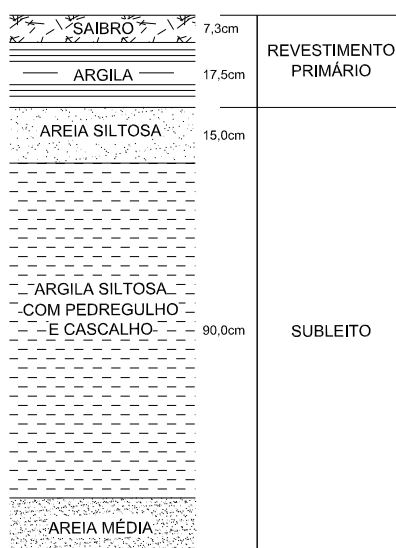 SAIBRO 7,3cm
REVESTIMENTO
PRIMÁRIO
ARGILA 17,5cm
AREIA SILTOSA 15,0cm
ARGILA SILTOSA
COM PEDREGULHO
E CASCALHO 90,0cm
SUBLEITO
AREIA MÉDIA